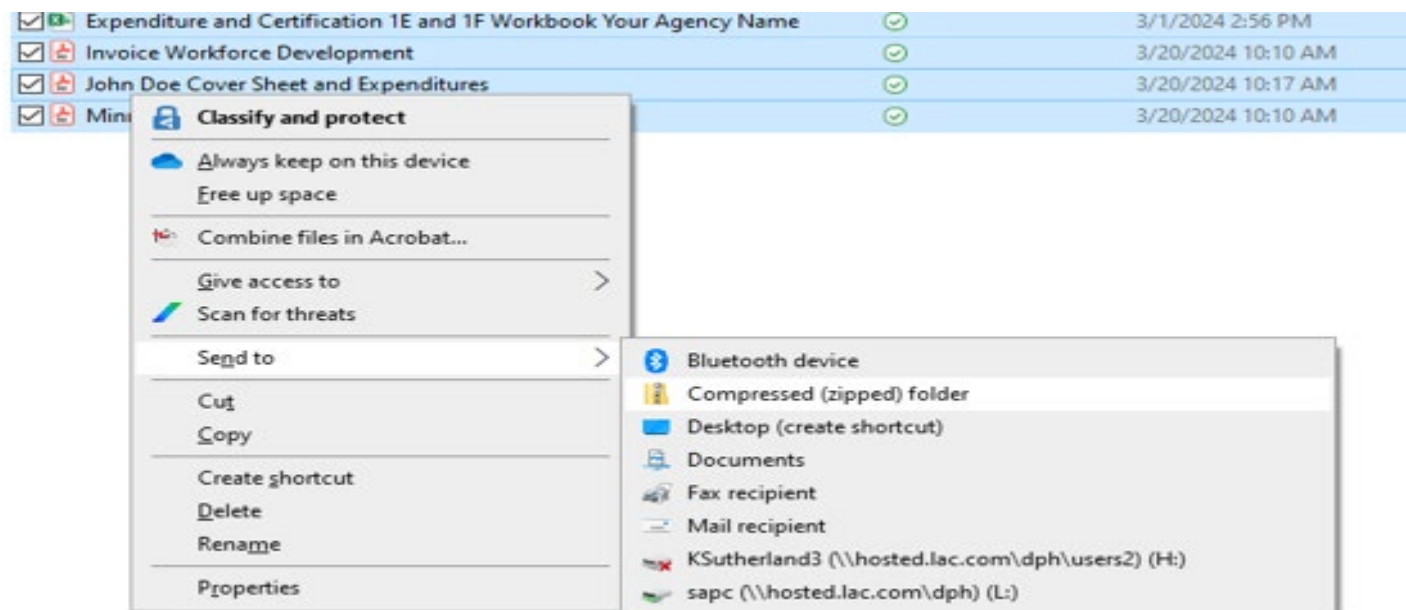 Expenditure and Certification 1E and 1F Workbook Your Agency Name 3/1/2024 2:56 PM
Invoice Workforce Development 3/20/2024 10:10 AM
John Doe Cover Sheet and Expenditures 3/20/2024 10:17 AM
3/20/2024 10:10 AM
Classify and protect
Always keep on this device
Free up space
Combine files in Acrobat...
Give access to
Scan for threats
Send to
Cut
Copy
Create shortcut
Delete
Rename
Properties
Bluetooth device
Compressed (zipped) folder
Desktop (create shortcut)
Documents
Fax recipient
Mail recipient
KSutherland3 (\\hosted.lac.com\dph\users2) (H:)
sapc (\\hosted.lac.com\dph) (L:)